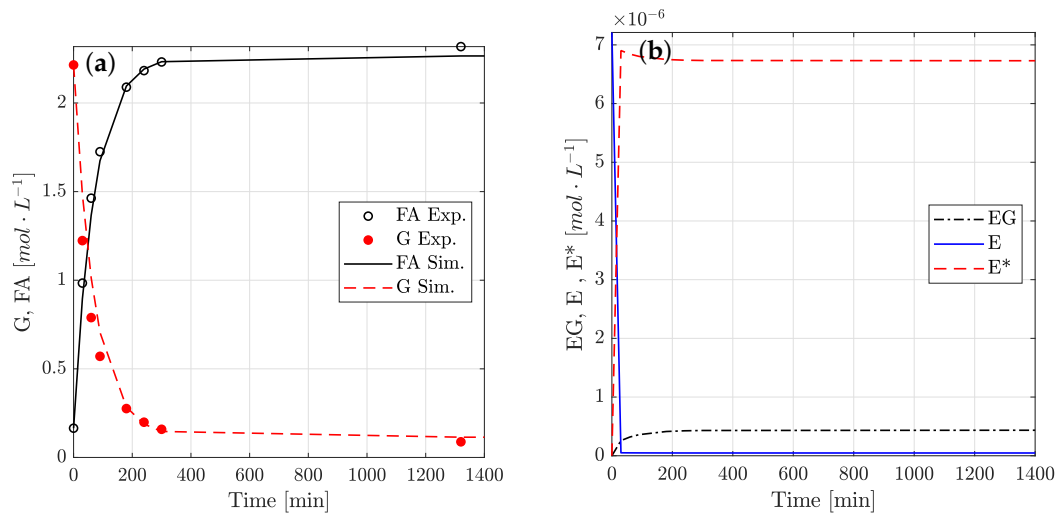 (a)
G, FA [mol · L⁻¹]
2
1.5
1
0.5
0
0 200 400 600 800 1000 1200 1400
Time [min]
FA Exp.
G Exp.
FA Sim.
G Sim.
×10⁻⁶
(b)
EG, E , E* [mol · L⁻¹]
7
6
5
4
3
2
1
0
0 200 400 600 800 1000 1200 1400
Time [min]
EG
E
E*